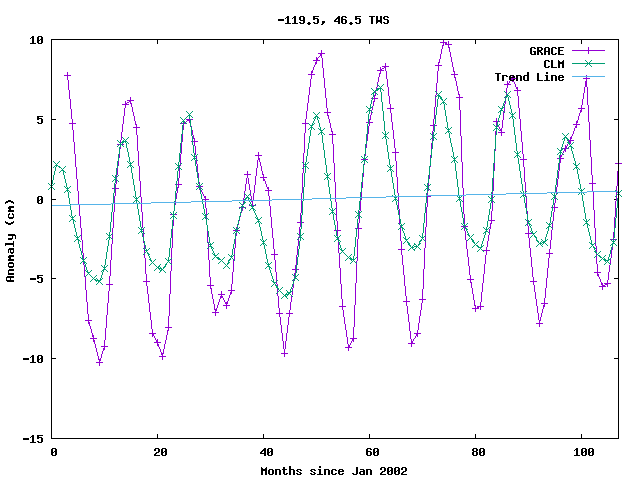 -119.5, 46.5 TWS
GRACE
CLM
Trend Line
10
5
0
-5
-10
-15
Anomaly (cm)
0 20 40 60 80 100
Months since Jan 2002